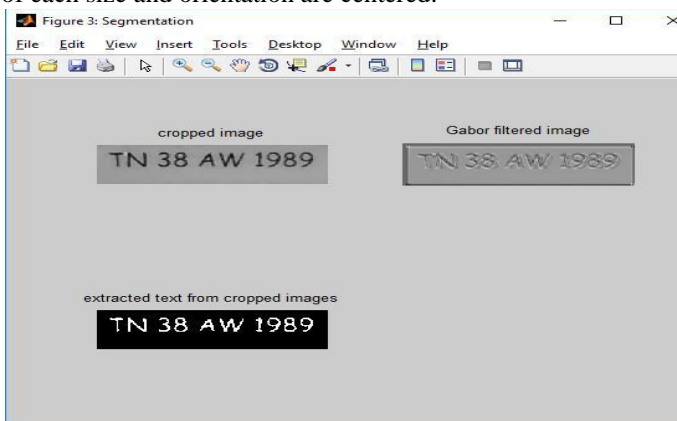 of each size and orientation are centered.
Figure 3: Segmentation
File Edit View Insert Tools Desktop Window Help
cropped image
Gabor filtered image
TN 38 AW 1989
TN 38 AW 1989
extracted text from cropped images
TN 38 AW 1989